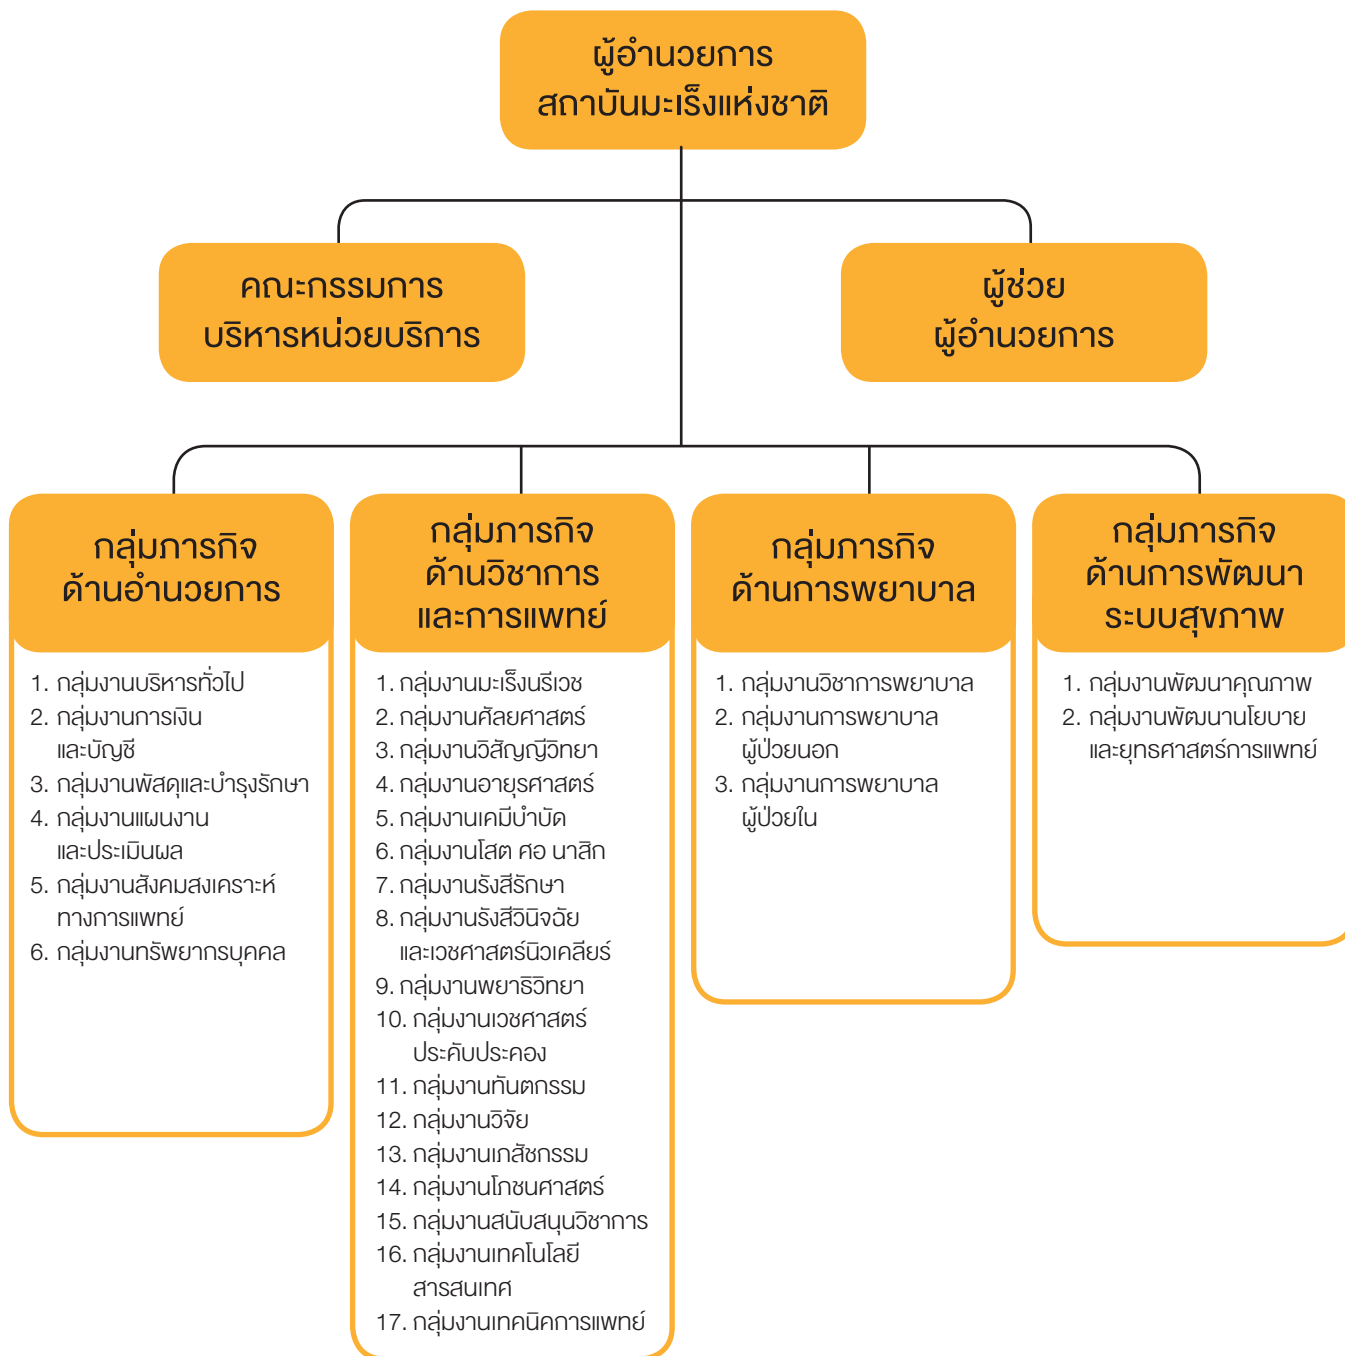 ผู้อำนวยการ
สถาบันมะเร็งแห่งชาติ
คณะกรรมการ
บริหารหน่วยบริการ
ผู้ช่วย
ผู้อำนวยการ
กลุ่มภารกิจ
ด้านอำนวยการ
1. กลุ่มงานบริหารทั่วไป
2. กลุ่มงานการเงิน
และบัญชี
3. กลุ่มงานพัสดุและบำรุงรักษา
4. กลุ่มงานแผนงาน
และประเมินผล
5. กลุ่มงานสังคมสงเคราะห์
ทางการแพทย์
6. กลุ่มงานทรัพยากรบุคคล
กลุ่มภารกิจ
ด้านวิชาการ
และการแพทย์
1. กลุ่มงานมะเร็งนรีเวช
2. กลุ่มงานศัลยศาสตร์
3. กลุ่มงานวิสัญญีวิทยา
4. กลุ่มงานอายุรศาสตร์
5. กลุ่มงานเคมีบำบัด
6. กลุ่มงานโสต ศอ นาสิก
7. กลุ่มงานรังสีรักษา
8. กลุ่มงานรังสีวินิจฉัย
และเวชศาสตร์นิวเคลียร์
9. กลุ่มงานพยาธิวิทยา
10. กลุ่มงานเวชศาสตร์
ประคับประคอง
11. กลุ่มงานทันตกรรม
12. กลุ่มงานวิจัย
13. กลุ่มงานเภสัชกรรม
14. กลุ่มงานโภชนศาสตร์
15. กลุ่มงานสนับสนุนวิชาการ
16. กลุ่มงานเทคโนโลยี
สารสนเทศ
17. กลุ่มงานเทคนิคการแพทย์
กลุ่มภารกิจ
ด้านการพยาบาล
1. กลุ่มงานวิชาการพยาบาล
2. กลุ่มงานการพยาบาล
ผู้ป่วยนอก
3. กลุ่มงานการพยาบาล
ผู้ป่วยใน
กลุ่มภารกิจ
ด้านการพัฒนา
ระบบสุขภาพ
1. กลุ่มงานพัฒนาคุณภาพ
2. กลุ่มงานพัฒนานโยบาย
และยุทธศาสตร์การแพทย์